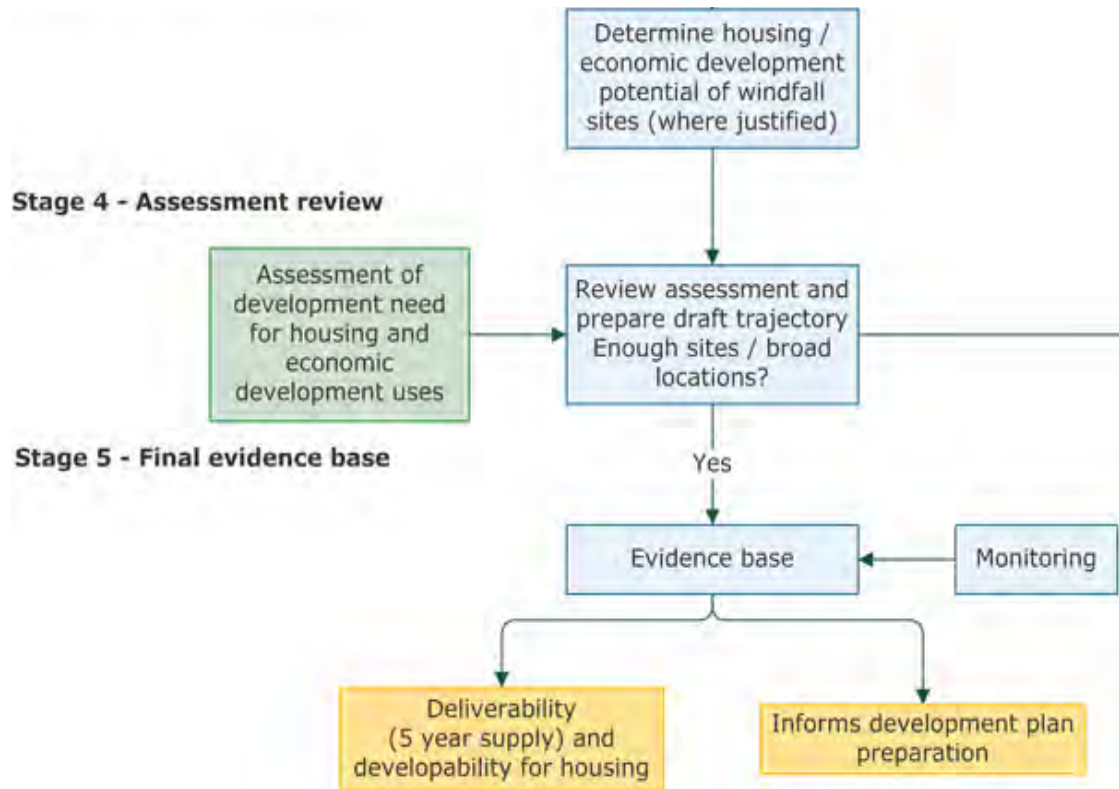 Determine housing /
economic development
potential of windfall
sites (where justified)
Stage 4 - Assessment review
Assessment of
development need
for housing and
economic
development uses
Review assessment and
prepare draft trajectory
Enough sites / broad
locations?
Stage 5 - Final evidence base
Yes
Evidence base
Monitoring
Deliverability
(5 year supply) and
developability for housing
Informs development plan
preparation